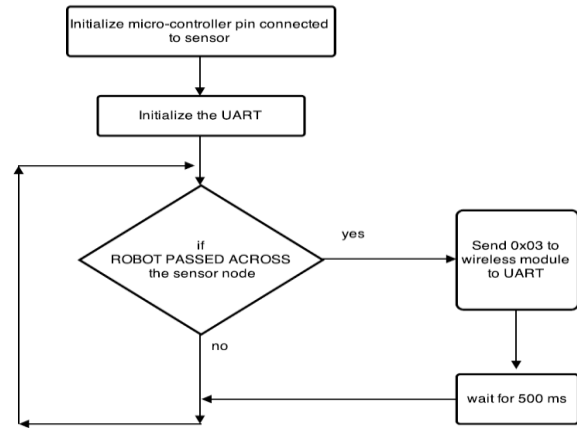 Initialize micro-controller pin connected
to sensor
Initialize the UART
if
ROBOT PASSED ACROSS
the sensor node
yes
Send 0x03 to
wireless module
to UART
no
wait for 500 ms